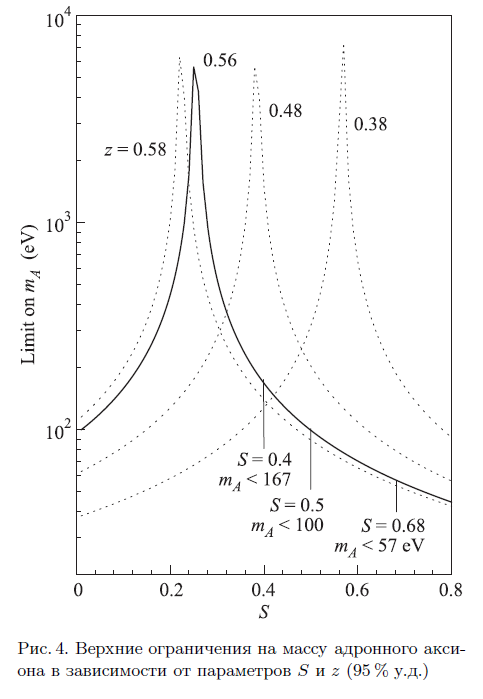 10⁴
0.56
0.48
0.38
z = 0.58
10³
Limit on m_A (eV)
10²
S = 0.4
m_A < 167
S = 0.5
m_A < 100
S = 0.68
m_A < 57 eV
0 0.2 0.4 0.6 0.8
S
Рис. 4. Верхние ограничения на массу адронного акси-
она в зависимости от параметров S и z (95 % у.д.)